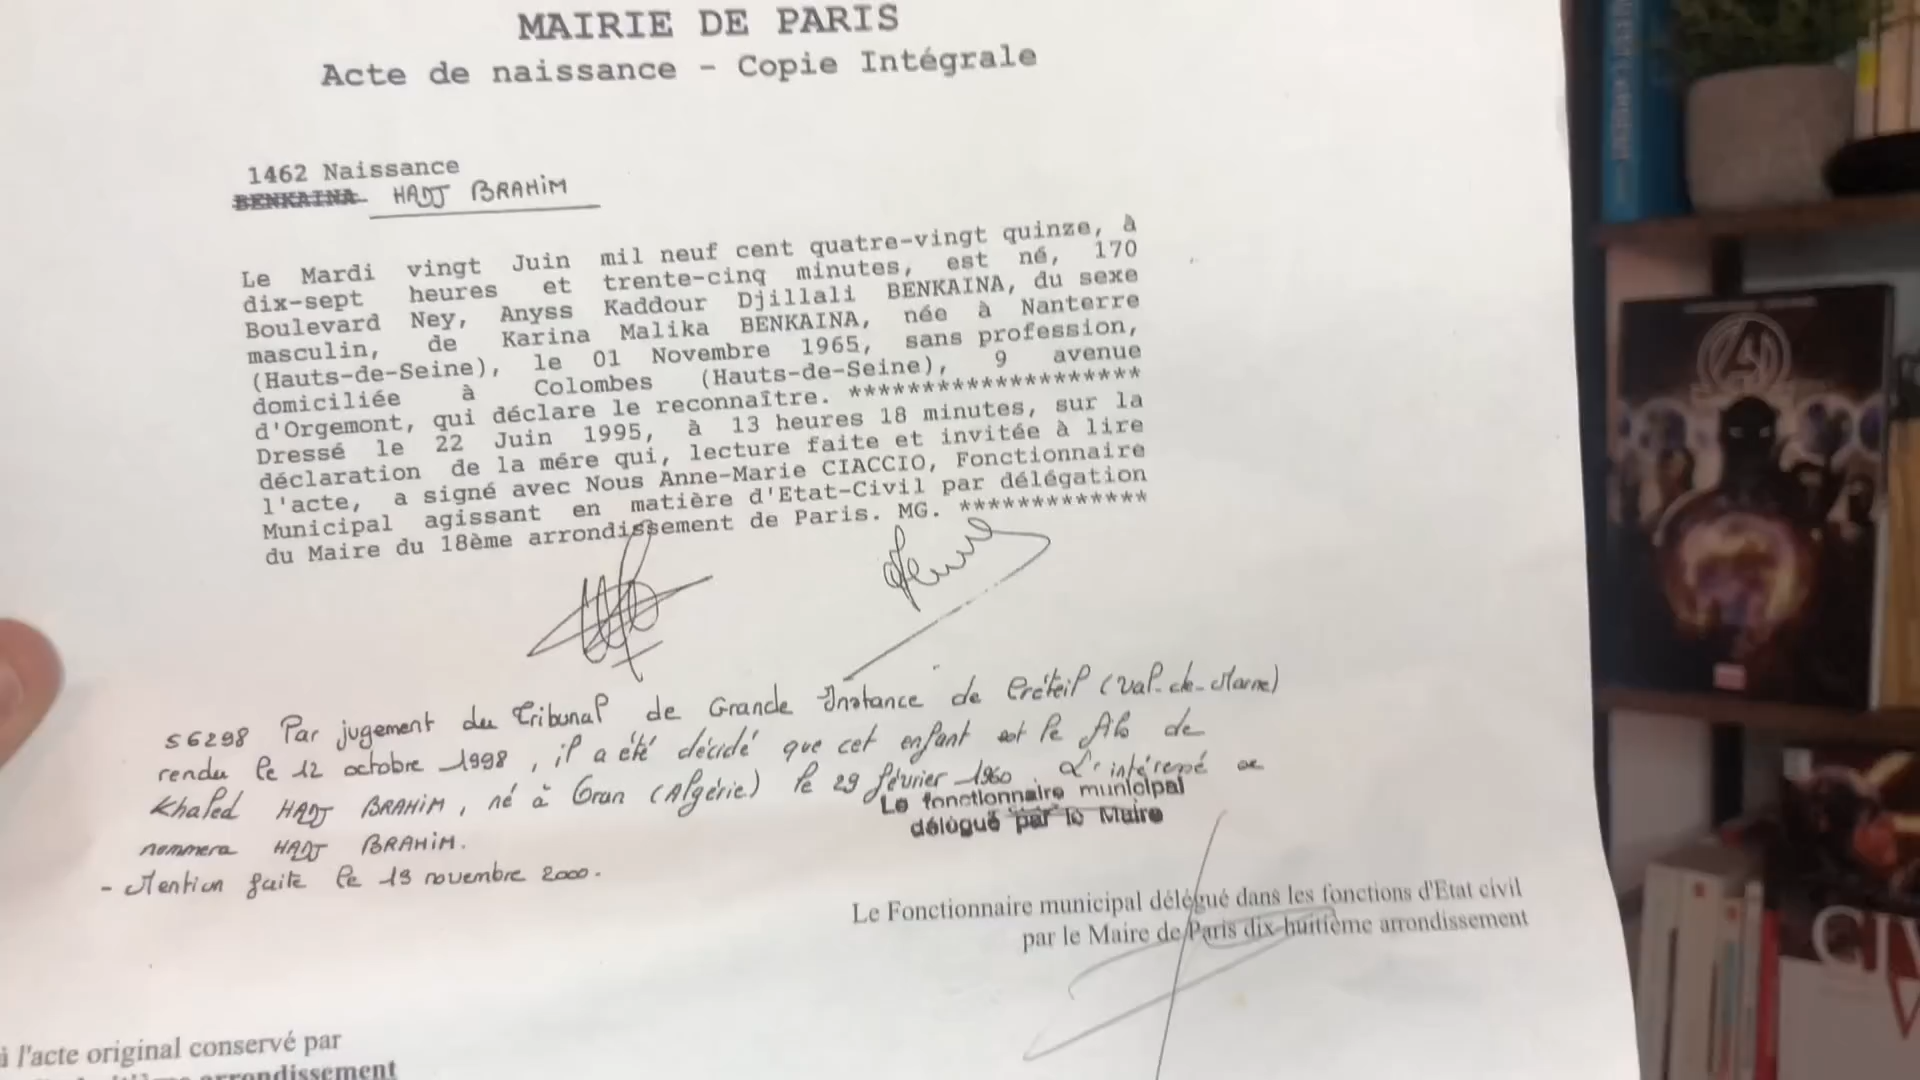 MAIRIE DE PARIS
Acte de naissance - Copie Intégrale
1462 Naissance
BENKAINA HADJ BRAHIM
Le Mardi vingt Juin mil neuf cent quatre-vingt quinze, à
dix-sept heures et trente-cinq minutes, est né, 170
Boulevard Ney, Anyss Kaddour Djillali BENKAINA, du sexe
masculin, de Karina Malika BENKAINA, née à Nanterre
(Hauts-de-Seine), le 01 Novembre 1965, sans profession,
domiciliée à Colombes (Hauts-de-Seine), 9 avenue
d'Orgemont, qui déclare le reconnaître. ********************
Dressé le 22 Juin 1995, à 13 heures 18 minutes, sur la
déclaration de la mére qui, lecture faite et invitée à lire
l'acte, a signé avec Nous Anne-Marie CIACCIO, Fonctionnaire
Municipal agissant en matière d'Etat-Civil par délégation
du Maire du 18ème arrondissement de Paris. MG. *************
56298 Par jugement du Tribunal de Grande Instance de Créteil (Val-de-Marne)
rendu le 12 octobre 1998, il a été décidé que cet enfant est le fils de
Khaled HADJ BRAHIM, né à Oran (Algérie) le 29 février 1960. L'intéressé se
nommera HADJ BRAHIM.
Le fonctionnaire municipal
délégué par le Maire
- Mention faite le 13 novembre 2000.
Le Fonctionnaire municipal délégué dans les fonctions d'Etat civil
par le Maire de Paris dix-huitième arrondissement
à l'acte original conservé par
arrondissement
CIV